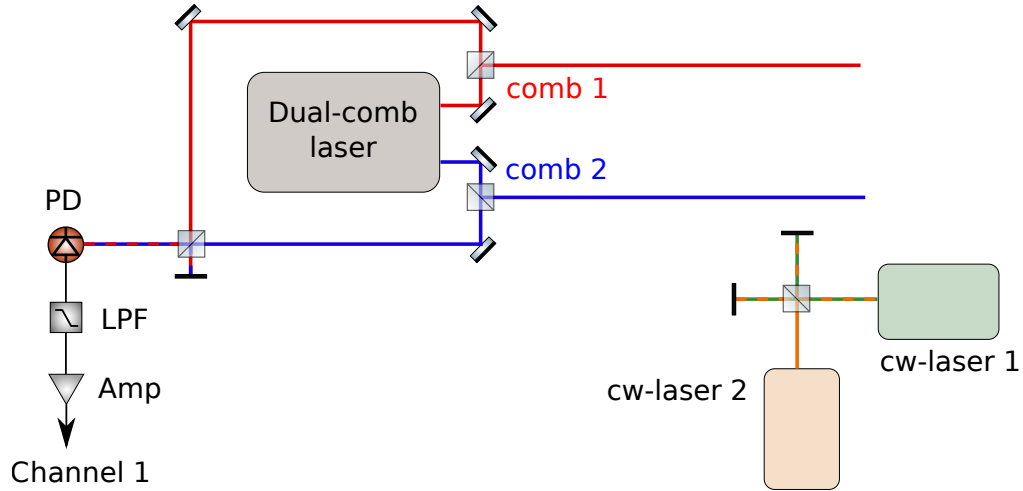 Dual-comb
laser
comb 1
comb 2
PD
LPF
Amp
Channel 1
cw-laser 1
cw-laser 2